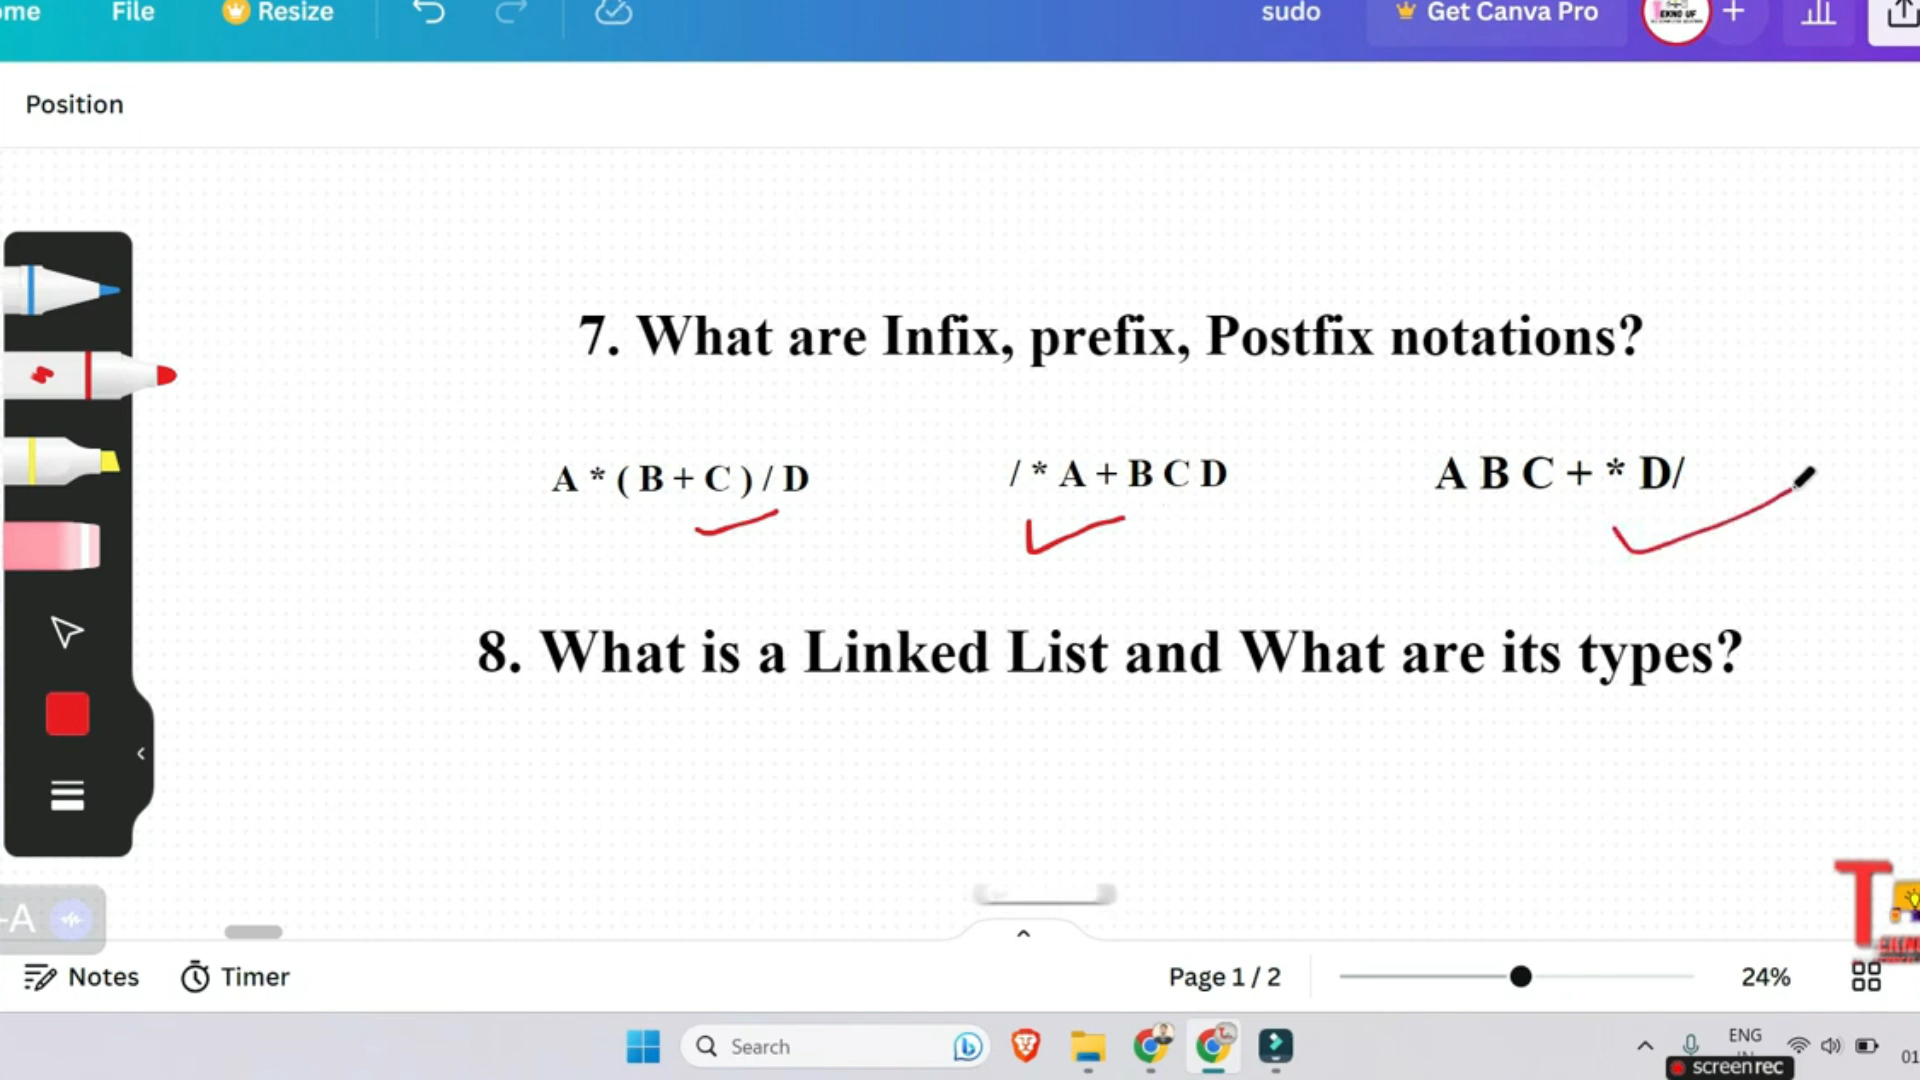 File
Resize
sudo
Get Canva Pro
Position
7. What are Infix, prefix, Postfix notations?
A * ( B + C ) / D
/ * A + B C D
A B C + * D/
8. What is a Linked List and What are its types?
-A
T
Notes
Timer
Page 1 / 2
24%
Search
ENG
01
screenrec